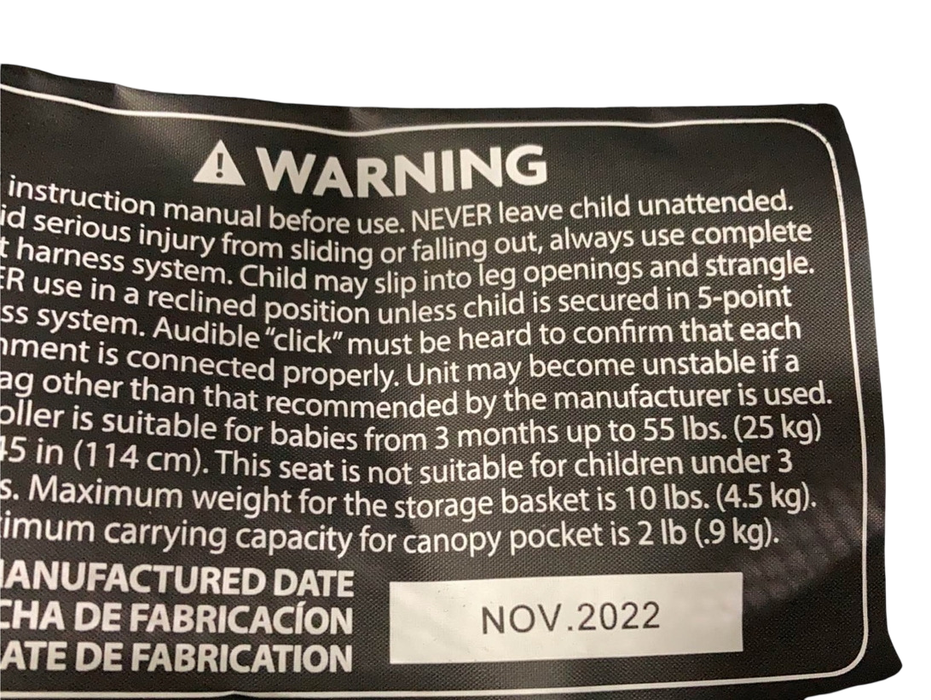 WARNING
instruction manual before use. NEVER leave child unattended.
id serious injury from sliding or falling out, always use complete
t harness system. Child may slip into leg openings and strangle.
ER use in a reclined position unless child is secured in 5-point
ss system. Audible “click” must be heard to confirm that each
nment is connected properly. Unit may become unstable if a
ag other than that recommended by the manufacturer is used.
oller is suitable for babies from 3 months up to 55 lbs. (25 kg)
45 in (114 cm). This seat is not suitable for children under 3
s. Maximum weight for the storage basket is 10 lbs. (4.5 kg).
imum carrying capacity for canopy pocket is 2 lb (.9 kg).
MANUFACTURED DATE
CHA DE FABRICACÍON
ATE DE FABRICATION
NOV.2022